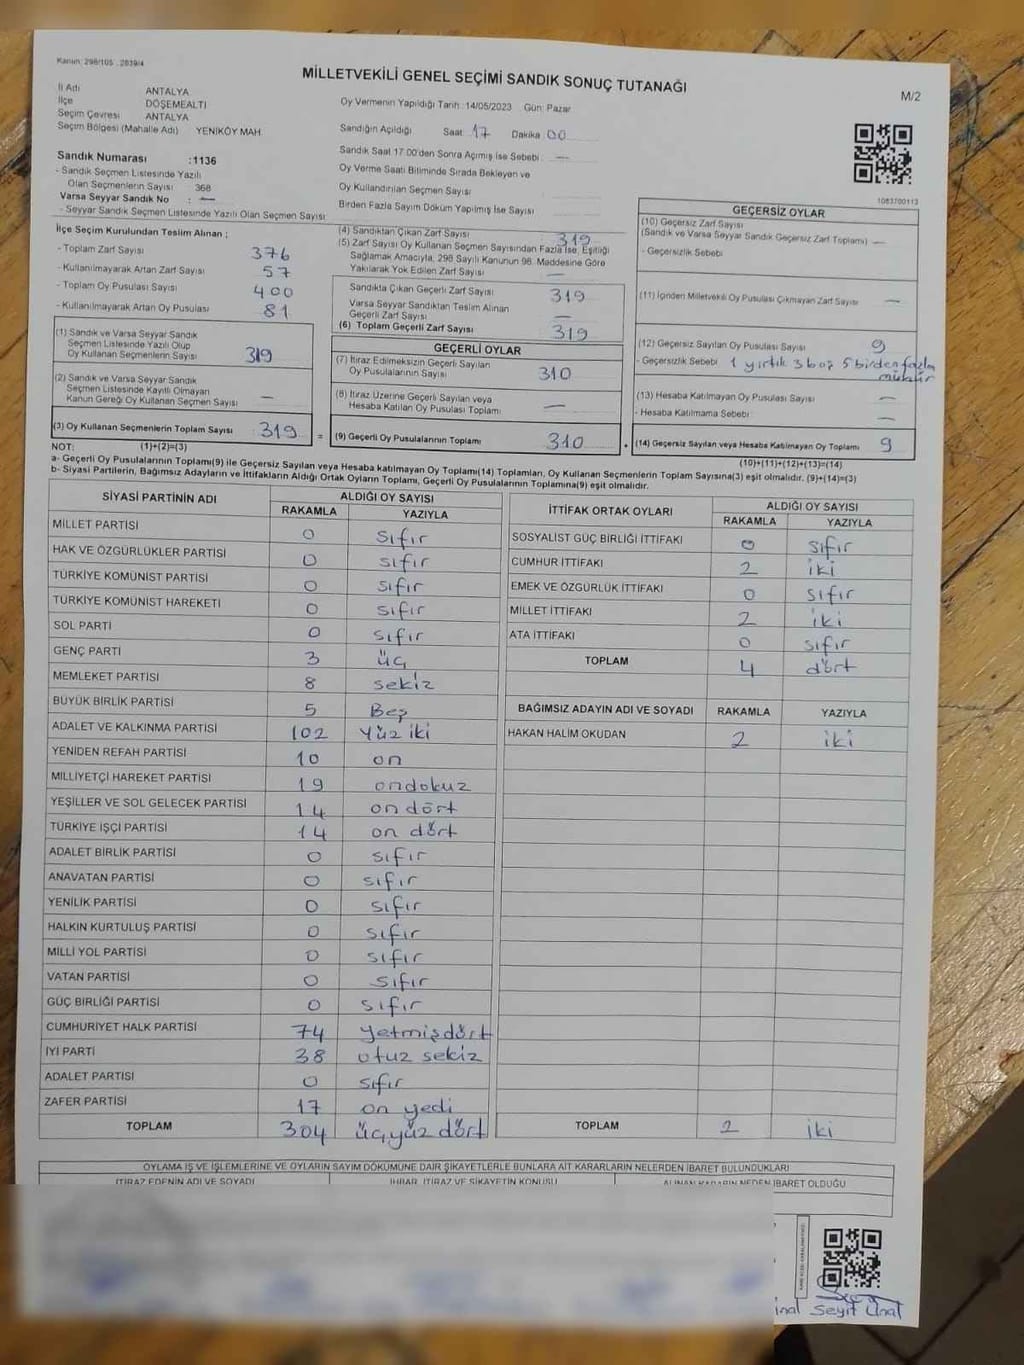 Kanun: 298/105 , 2839/4
MİLLETVEKİLİ GENEL SEÇİMİ SANDIK SONUÇ TUTANAĞI
M/2
İl Adı ANTALYA
İlçe DÖŞEMEALTI
Seçim Çevresi ANTALYA
Seçim Bölgesi (Mahalle Adı) YENİKÖY MAH.
Oy Vermenin Yapıldığı Tarih :14/05/2023 Gün: Pazar
Sandığın Açıldığı Saat 17 Dakika 00
Sandık Saat 17.00'den Sonra Açılmış İse Sebebi —
Oy Verme Saati Bitiminde Sırada Bekleyen ve
Oy Kullandırılan Seçmen Sayısı
Birden Fazla Sayım Döküm Yapılmış İse Sayısı
Sandık Numarası :1136
- Sandık Seçmen Listesinde Yazılı
Olan Seçmenlerin Sayısı 368
Varsa Seyyar Sandık No : —
- Seyyar Sandık Seçmen Listesinde Yazılı Olan Seçmen Sayısı
1083700113
İlçe Seçim Kurulundan Teslim Alınan ;
- Toplam Zarf Sayısı 376
- Kullanılmayarak Artan Zarf Sayısı 57
- Toplam Oy Pusulası Sayısı 400
- Kullanılmayarak Artan Oy Pusulası 81
(1) Sandık ve Varsa Seyyar Sandık
Seçmen Listesinde Yazılı Olup
Oy Kullanan Seçmenlerin Sayısı 319
(2) Sandık ve Varsa Seyyar Sandık
Seçmen Listesinde Kayıtlı Olmayan
Kanun Gereği Oy Kullanan Seçmen Sayısı —
(3) Oy Kullanan Seçmenlerin Toplam Sayısı 319 =
(4) Sandıktan Çıkan Zarf Sayısı 319
(5) Zarf Sayısı Oy Kullanan Seçmen Sayısından Fazla İse, Eşitliği
Sağlamak Amacıyla, 298 Sayılı Kanunun 98. Maddesine Göre
Yakılarak Yok Edilen Zarf Sayısı —
Sandıkta Çıkan Geçerli Zarf Sayısı 319
Varsa Seyyar Sandıktan Teslim Alınan
Geçerli Zarf Sayısı —
(6) Toplam Geçerli Zarf Sayısı 319
GEÇERLİ OYLAR
(7) İtiraz Edilmeksizin Geçerli Sayılan
Oy Pusulalarının Sayısı 310
(8) İtiraz Üzerine Geçerli Sayılan veya
Hesaba Katılan Oy Pusulası Toplamı —
(9) Geçerli Oy Pusulalarının Toplamı 310
GEÇERSİZ OYLAR
(10) Geçersiz Zarf Sayısı
(Sandık ve Varsa Seyyar Sandık Geçersiz Zarf Toplamı) —
- Geçersizlik Sebebi
(11) İçinden Milletvekili Oy Pusulası Çıkmayan Zarf Sayısı —
(12) Geçersiz Sayılan Oy Pusulası Sayısı 9
- Geçersizlik Sebebi 1 yırtık 3 boş 5 birden fazla
mühür
(13) Hesaba Katılmayan Oy Pusulası Sayısı —
- Hesaba Katılmama Sebebi —
(14) Geçersiz Sayılan veya Hesaba Katılmayan Oy Toplamı 9
NOT: (1)+(2)=(3)
(10)+(11)+(12)+(13)=(14)
a- Geçerli Oy Pusulalarının Toplamı(9) ile Geçersiz Sayılan veya Hesaba katılmayan Oy Toplamı(14) Toplamları, Oy Kullanan Seçmenlerin Toplam Sayısına(3) eşit olmalıdır. (9)+(14)=(3)
b- Siyasi Partilerin, Bağımsız Adayların ve İttifakların Aldığı Ortak Oyların Toplamı, Geçerli Oy Pusulalarının Toplamına(9) eşit olmalıdır.
SİYASİ PARTİNİN ADI ALDIĞI OY SAYISI
RAKAMLA YAZIYLA
MİLLET PARTİSİ 0 sıfır
HAK VE ÖZGÜRLÜKLER PARTİSİ 0 sıfır
TÜRKİYE KOMÜNİST PARTİSİ 0 sıfır
TÜRKİYE KOMÜNİST HAREKETİ 0 sıfır
SOL PARTİ 0 sıfır
GENÇ PARTİ 3 üç
MEMLEKET PARTİSİ 8 sekiz
BÜYÜK BİRLİK PARTİSİ 5 Beş
ADALET VE KALKINMA PARTİSİ 102 Yüz iki
YENİDEN REFAH PARTİSİ 10 on
MİLLİYETÇİ HAREKET PARTİSİ 19 ondokuz
YEŞİLLER VE SOL GELECEK PARTİSİ 14 on dört
TÜRKİYE İŞÇİ PARTİSİ 14 on dört
ADALET BİRLİK PARTİSİ 0 sıfır
ANAVATAN PARTİSİ 0 sıfır
YENİLİK PARTİSİ 0 sıfır
HALKIN KURTULUŞ PARTİSİ 0 sıfır
MİLLİ YOL PARTİSİ 0 sıfır
VATAN PARTİSİ 0 sıfır
GÜÇ BİRLİĞİ PARTİSİ 0 sıfır
CUMHURİYET HALK PARTİSİ 74 yetmişdört
İYİ PARTİ 38 otuz sekiz
ADALET PARTİSİ 0 sıfır
ZAFER PARTİSİ 17 on yedi
TOPLAM 304 üçyüz dört
İTTİFAK ORTAK OYLARI ALDIĞI OY SAYISI
RAKAMLA YAZIYLA
SOSYALİST GÜÇ BİRLİĞİ İTTİFAKI 0 sıfır
CUMHUR İTTİFAKI 2 iki
EMEK VE ÖZGÜRLÜK İTTİFAKI 0 sıfır
MİLLET İTTİFAKI 2 iki
ATA İTTİFAKI 0 sıfır
TOPLAM 4 dört
BAĞIMSIZ ADAYIN ADI VE SOYADI RAKAMLA YAZIYLA
HAKAN HALİM OKUDAN 2 iki
TOPLAM 2 iki
OYLAMA İŞ VE İŞLEMLERİNE VE OYLARIN SAYIM DÖKÜMÜNE DAİR ŞİKAYETLERLE BUNLARA AİT KARARLARIN NELERDEN İBARET BULUNDUKLARI
İTİRAZ EDENİN ADI VE SOYADI İHBAR, İTİRAZ VE ŞİKAYETİN KONUSU ALINAN KARARIN NEDEN İBARET OLDUĞU
Seyit Ünal